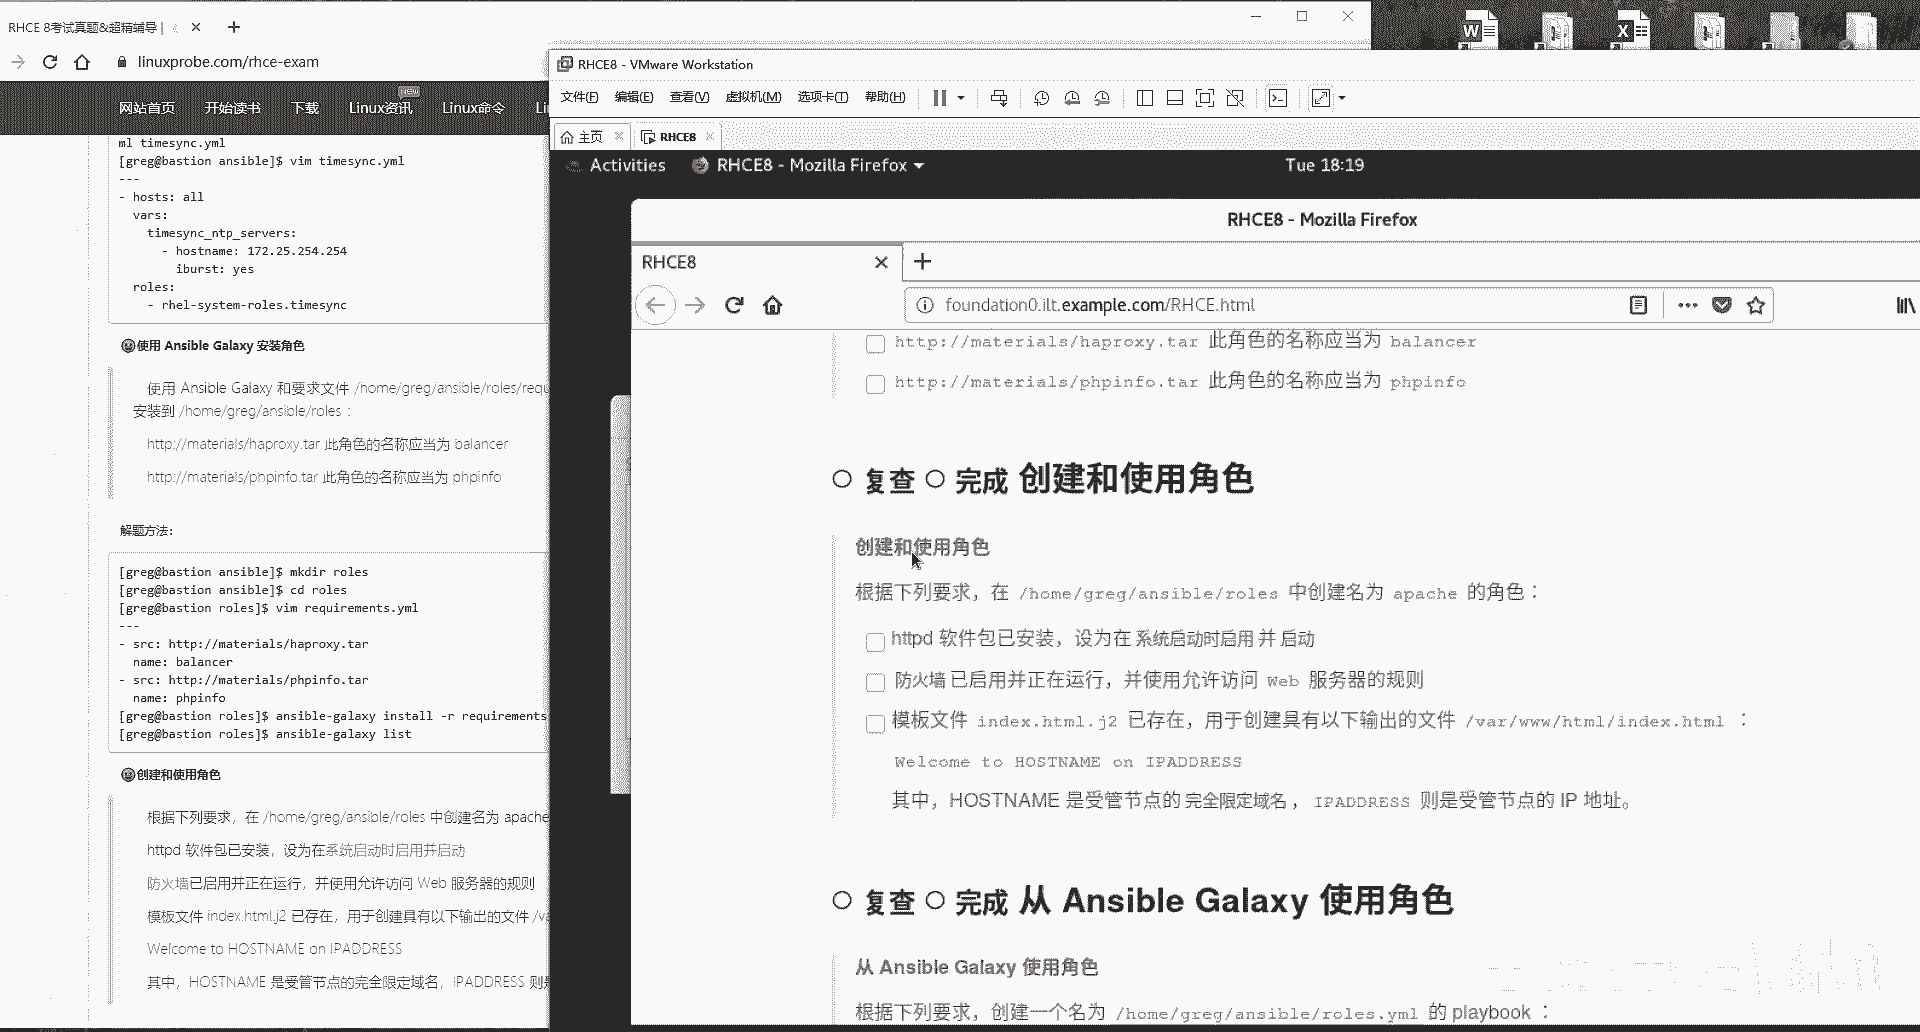 RHCE 8考试真题&超精辅导 |
linuxprobe.com/rhce-exam
网站首页 开始读书 下载 Linux资讯 NEW Linux命令 Li
ml timesync.yml
[greg@bastion ansible]$ vim timesync.yml
---
- hosts: all
vars:
timesync_ntp_servers:
- hostname: 172.25.254.254
iburst: yes
roles:
- rhel-system-roles.timesync
使用 Ansible Galaxy 安装角色
使用 Ansible Galaxy 和要求文件 /home/greg/ansible/roles/requ
安装到 /home/greg/ansible/roles：
http://materials/haproxy.tar 此角色的名称应当为 balancer
http://materials/phpinfo.tar 此角色的名称应当为 phpinfo
解题方法:
[greg@bastion ansible]$ mkdir roles
[greg@bastion ansible]$ cd roles
[greg@bastion roles]$ vim requirements.yml
---
- src: http://materials/haproxy.tar
name: balancer
- src: http://materials/phpinfo.tar
name: phpinfo
[greg@bastion roles]$ ansible-galaxy install -r requirements
[greg@bastion roles]$ ansible-galaxy list
创建和使用角色
根据下列要求，在 /home/greg/ansible/roles 中创建名为 apache
httpd 软件包已安装，设为在系统启动时启用并启动
防火墙已启用并正在运行，并使用允许访问 Web 服务器的规则
模板文件 index.html.j2 已存在，用于创建具有以下输出的文件 /va
Welcome to HOSTNAME on IPADDRESS
其中，HOSTNAME 是受管节点的完全限定域名，IPADDRESS 则是
RHCE8 - VMware Workstation
文件(F) 编辑(E) 查看(V) 虚拟机(M) 选项卡(T) 帮助(H)
主页 RHCE8
Activities RHCE8 - Mozilla Firefox Tue 18:19
RHCE8 - Mozilla Firefox
RHCE8
foundation0.ilt.example.com/RHCE.html
http://materials/haproxy.tar 此角色的名称应当为 balancer
http://materials/phpinfo.tar 此角色的名称应当为 phpinfo
复查 完成 创建和使用角色
创建和使用角色
根据下列要求，在 /home/greg/ansible/roles 中创建名为 apache 的角色：
httpd 软件包已安装，设为在 系统启动时启用 并 启动
防火墙 已启用并正在运行，并使用允许访问 Web 服务器的规则
模板文件 index.html.j2 已存在，用于创建具有以下输出的文件 /var/www/html/index.html ：
Welcome to HOSTNAME on IPADDRESS
其中，HOSTNAME 是受管节点的 完全限定域名 ，IPADDRESS 则是受管节点的 IP 地址。
复查 完成 从 Ansible Galaxy 使用角色
从 Ansible Galaxy 使用角色
根据下列要求，创建一个名为 /home/greg/ansible/roles.yml 的 playbook ：